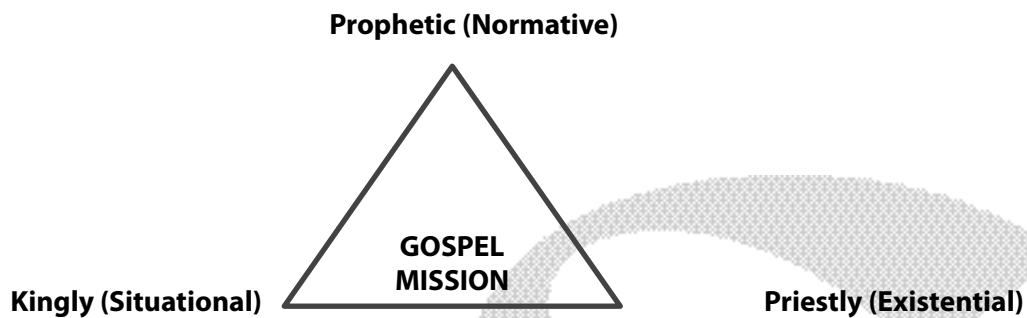 Prophetic (Normative)
GOSPEL
MISSION
Kingly (Situational)
Priestly (Existential)